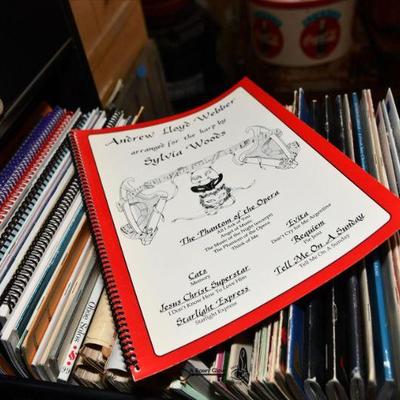 Andrew Lloyd Webber
arranged for the harp by
Sylvia Woods
The Phantom of the Opera
All I Ask of You
Angel of Music
The Music of the Night
The Phantom of the Opera
Think of Me
Cats
Memory
Jesus Christ Superstar
I Don't Know How To Love Him
Starlight Express
Starlight Express
Evita
Don't Cry for Me Argentina
Requiem
Pie Jesu
Tell Me On A Sunday
Tell Me On A Sunday